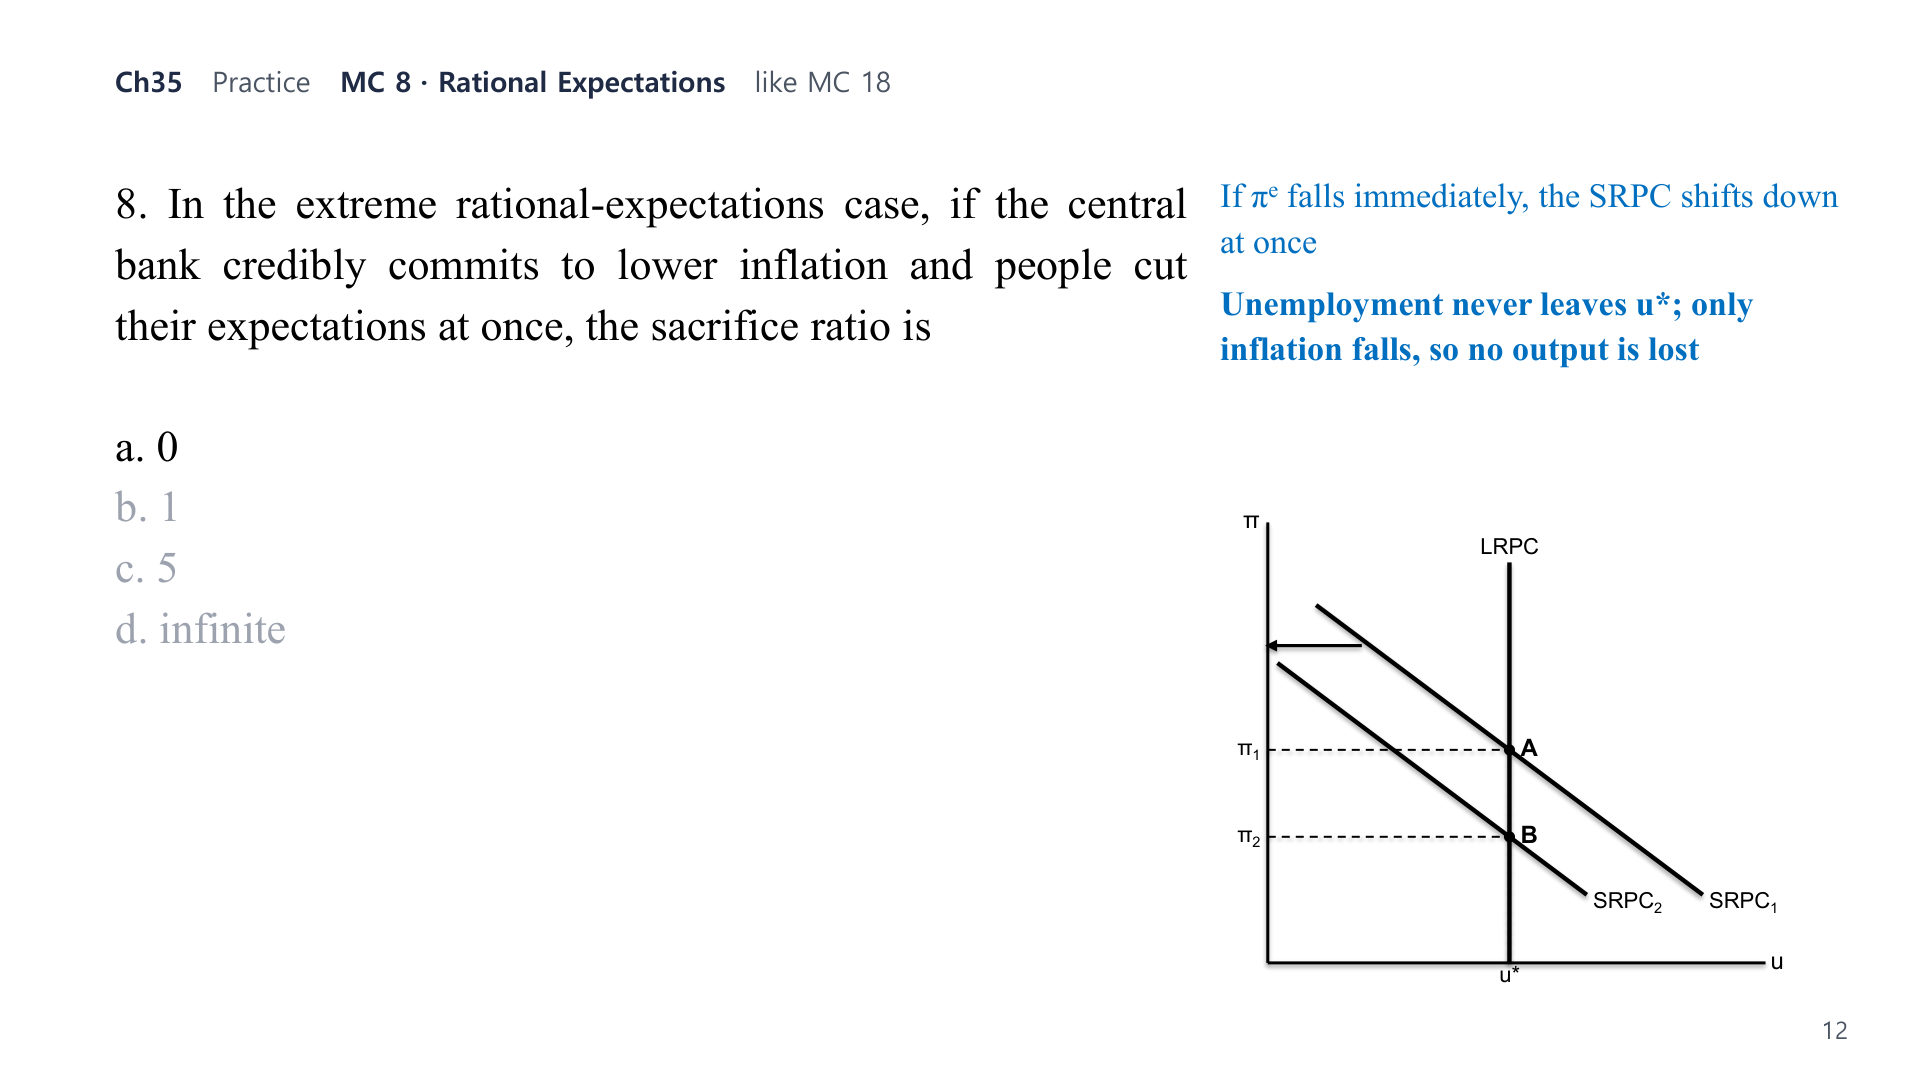 Ch35 Practice MC 8 · Rational Expectations like MC 18
8. In the extreme rational-expectations case, if the central
bank credibly commits to lower inflation and people cut
their expectations at once, the sacrifice ratio is
a. 0
b. 1
c. 5
d. infinite
If πᵉ falls immediately, the SRPC shifts down
at once
Unemployment never leaves u*; only
inflation falls, so no output is lost
π
LRPC
π₁
A
π₂
B
SRPC₂
SRPC₁
u
u*
12